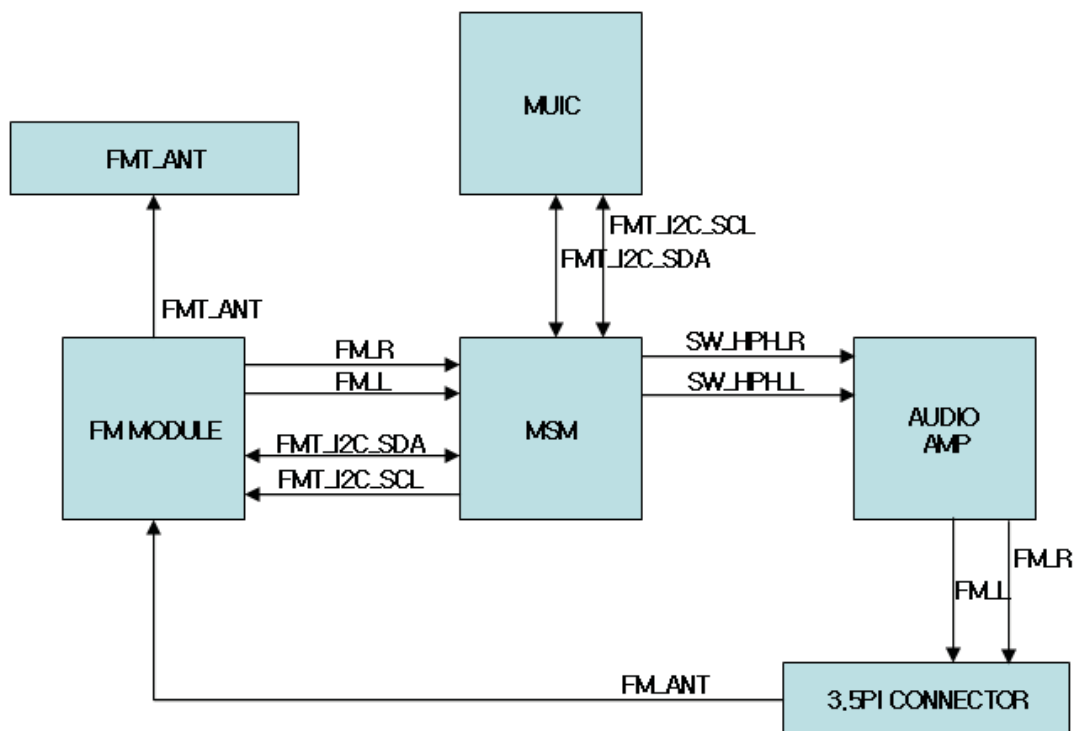 MUIC
FMT_ANT
FMT_I2C_SCL
FMT_I2C_SDA
FMT_ANT
FM_R
SW_HPH_R
FM_L
SW_HPH_L
FM MODULE
MSM
AUDIO
AMP
FMT_I2C_SDA
FMT_I2C_SCL
FM_R
FM_L
FM_ANT
3.5PI CONNECTOR